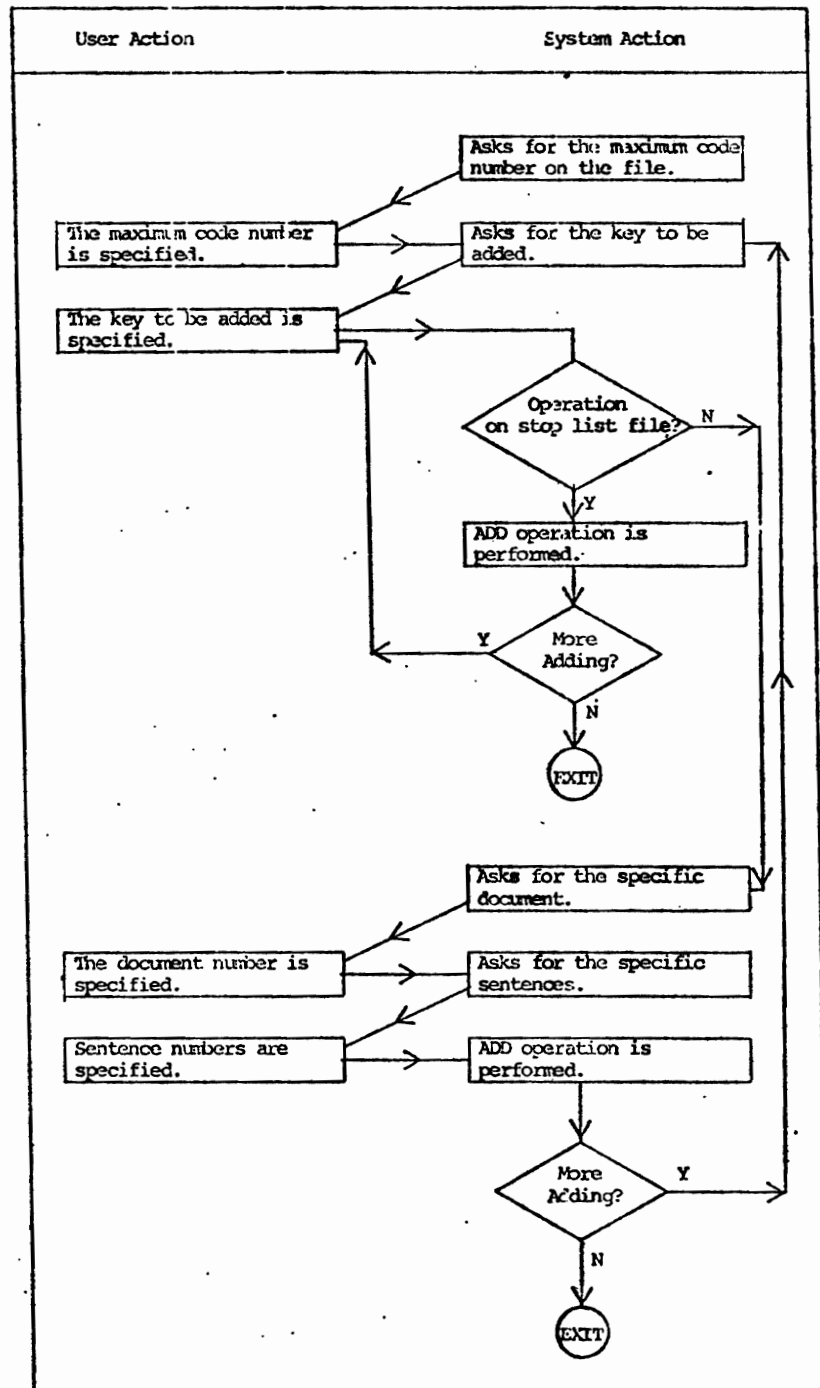 User Action System Action
Asks for the maximum code
number on the file.
The maximum code number
is specified.
Asks for the key to be
added.
The key to be added is
specified.
Operation
on stop list file?
N
Y
ADD operation is
performed.
More
Adding?
Y
N
EXIT
Asks for the specific
document.
The document number is
specified.
Asks for the specific
sentences.
Sentence numbers are
specified.
ADD operation is
performed.
More
Adding?
Y
N
EXIT